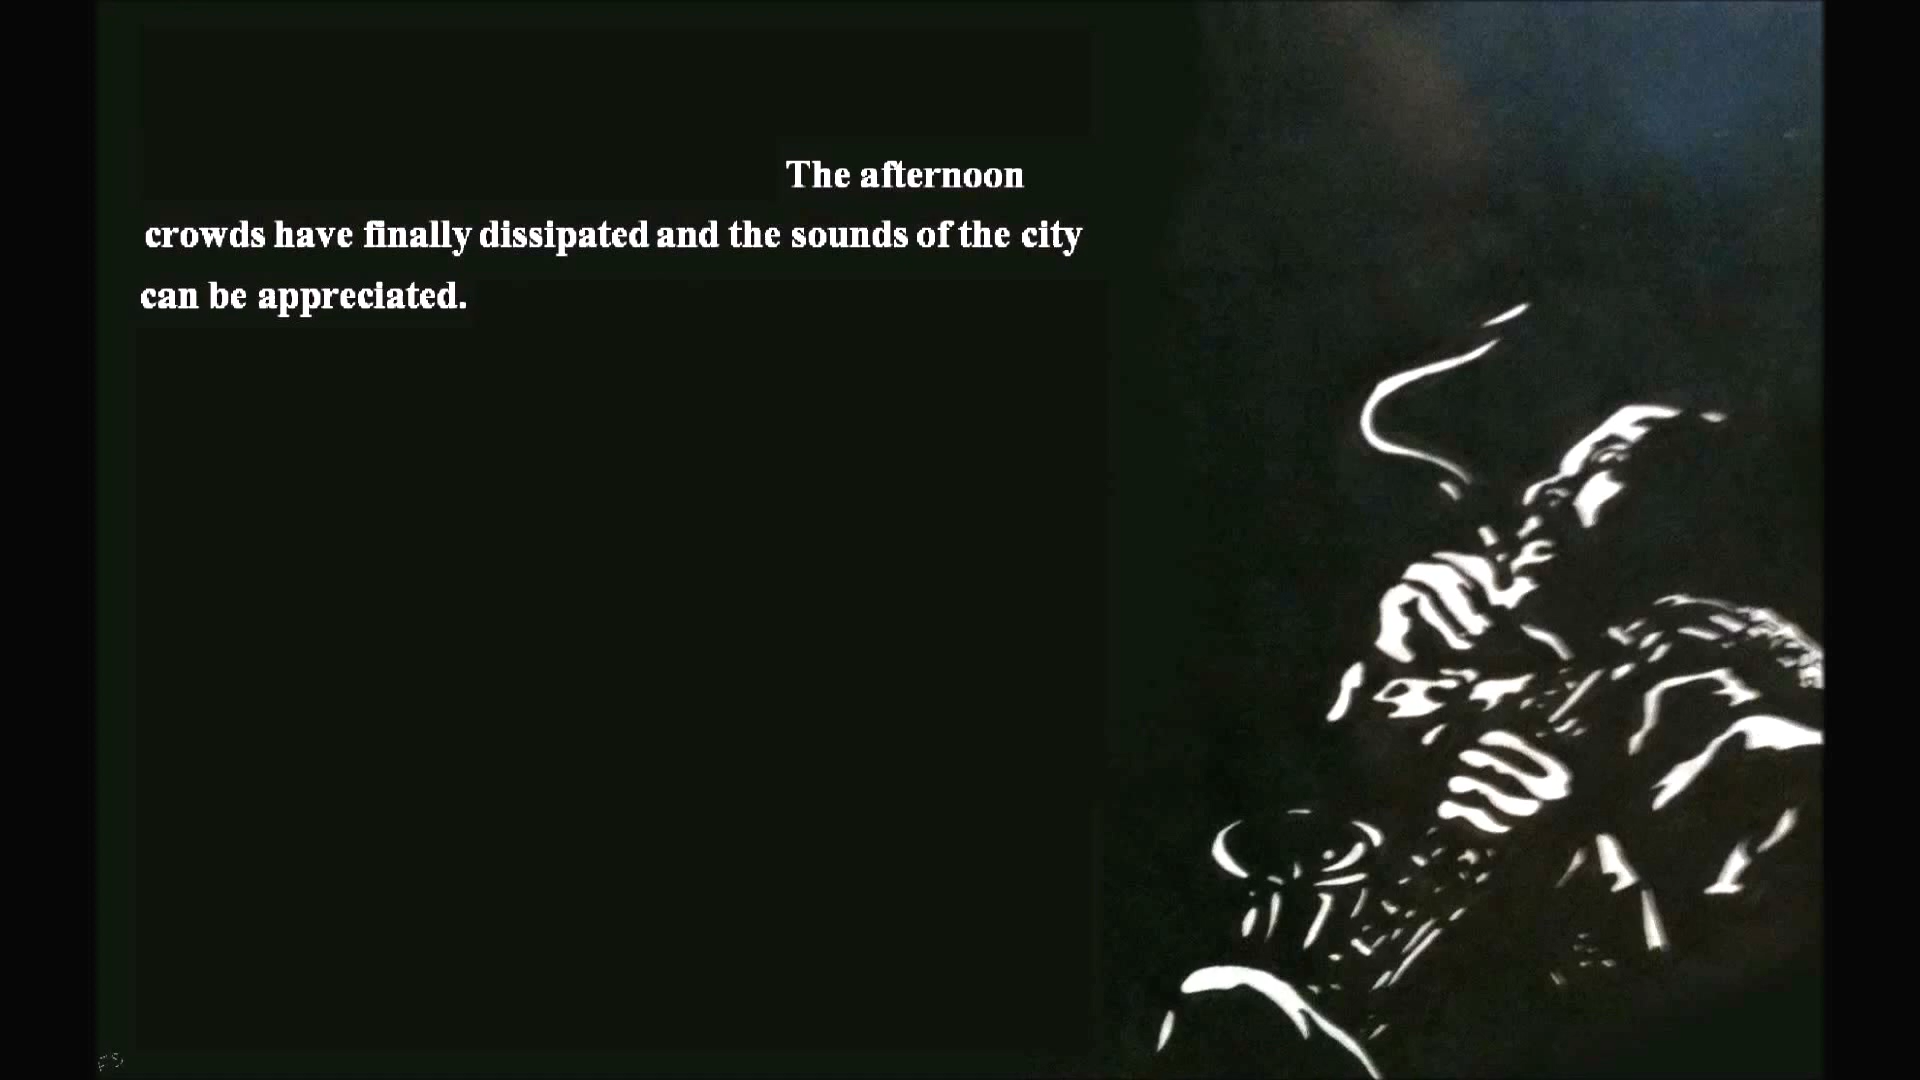 The afternoon
crowds have finally dissipated and the sounds of the city
can be appreciated.